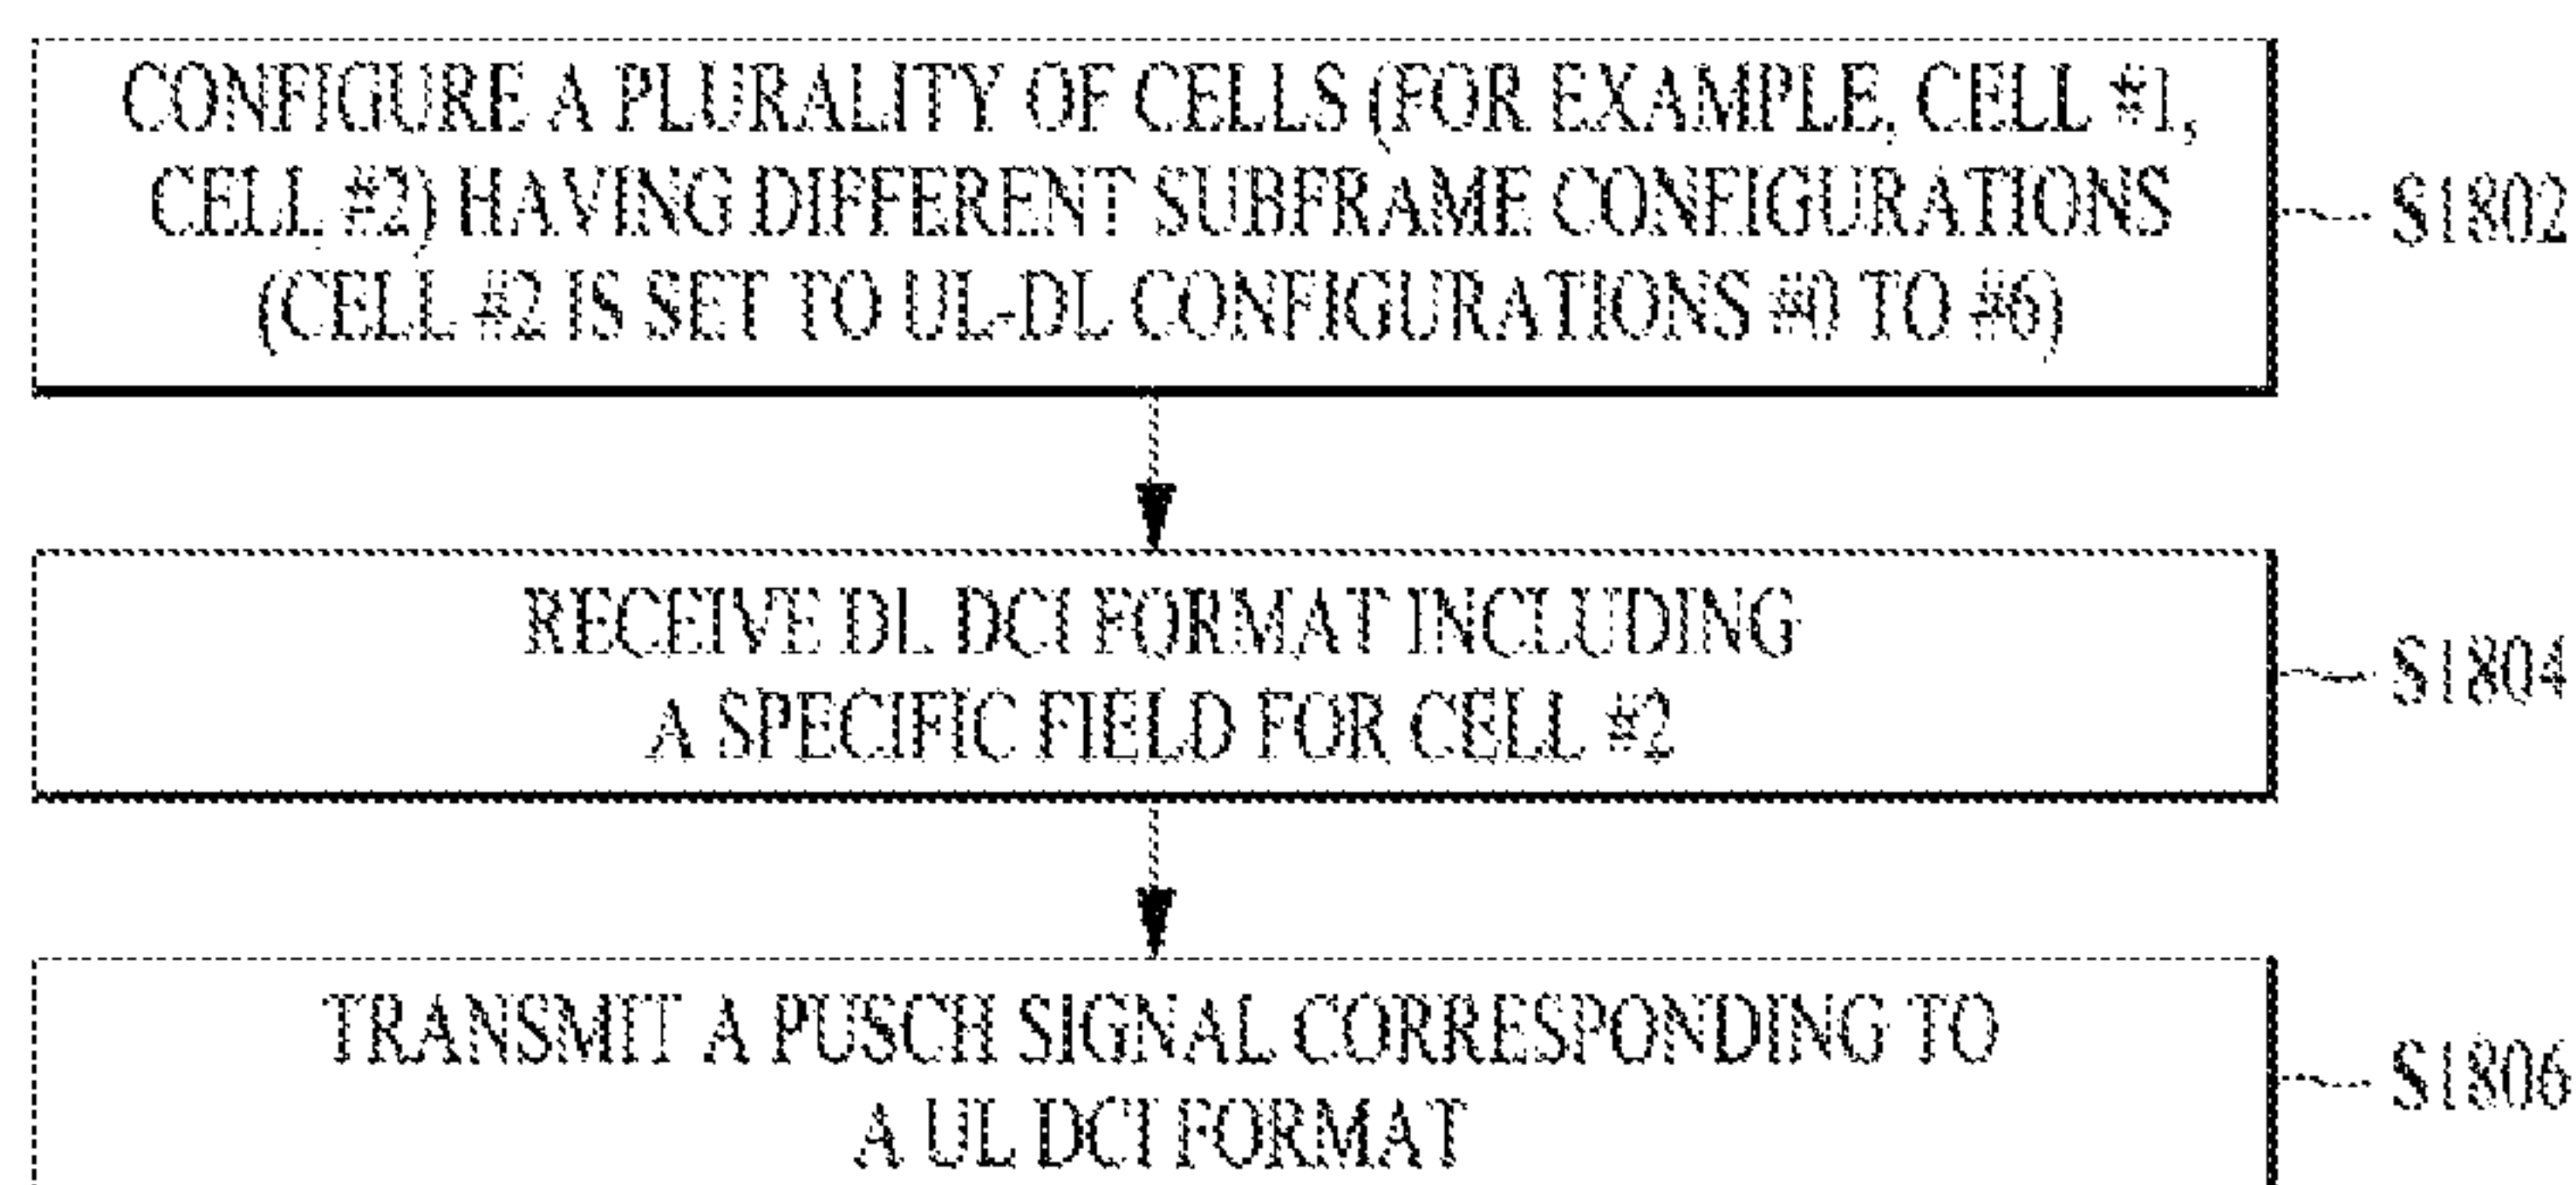 CONFIGURE A PLURALITY OF CELLS (FOR EXAMPLE, CELL #1,
CELL #2) HAVING DIFFERENT SUBFRAME CONFIGURATIONS
(CELL #2 IS SET TO UL-DL CONFIGURATIONS #0 TO #6)
S1802
RECEIVE DL DCI FORMAT INCLUDING
A SPECIFIC FIELD FOR CELL #2
S1804
TRANSMIT A PUSCH SIGNAL CORRESPONDING TO
A UL DCI FORMAT
S1806